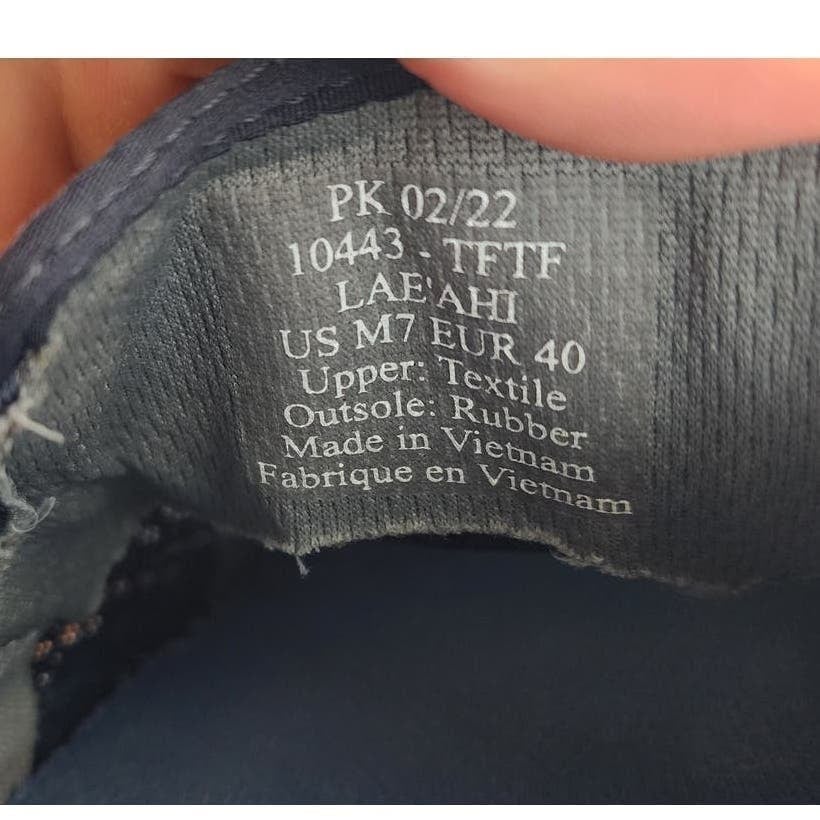 PK 02/22
10443 - TFTF
LAE'AHI
US M7 EUR 40
Upper: Textile
Outsole: Rubber
Made in Vietnam
Fabrique en Vietnam